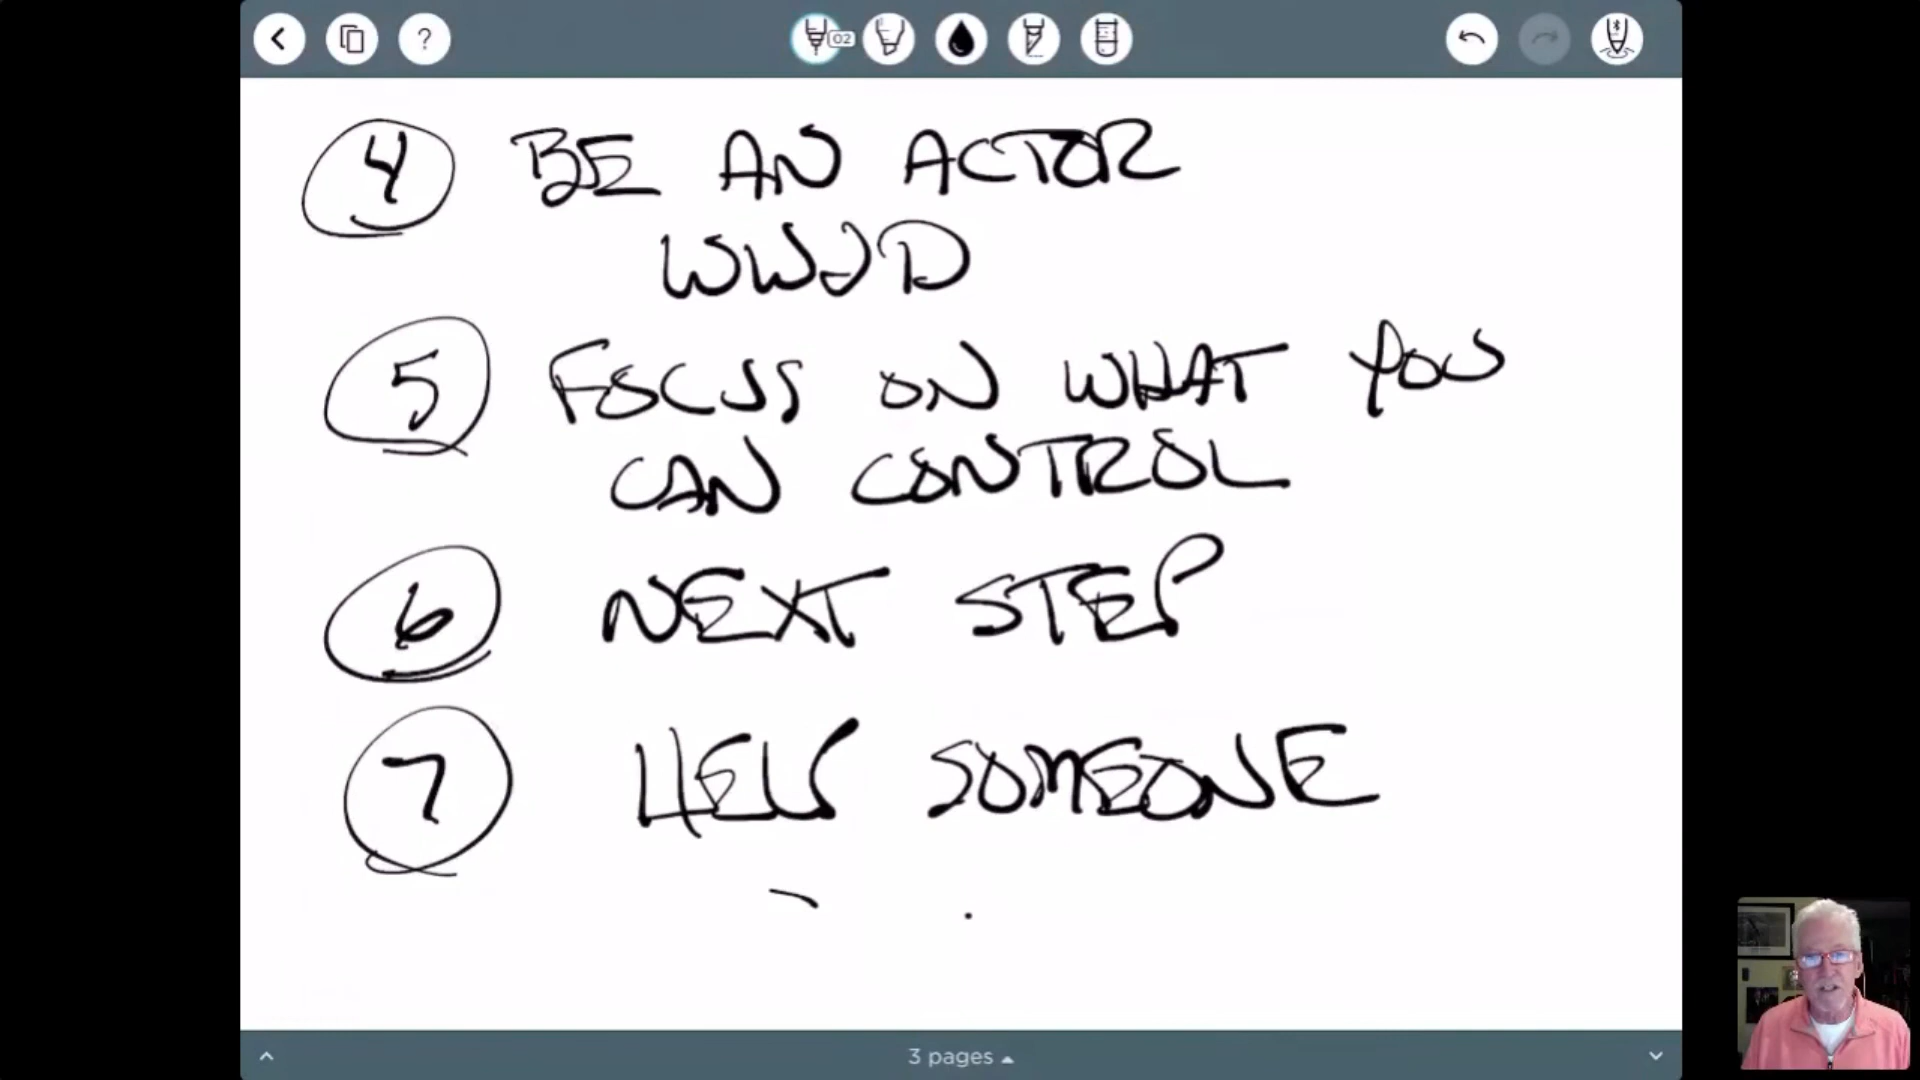 ?
02
4 BE AN ACTOR
WWJD
5 FOCUS ON WHAT YOU
CAN CONTROL
6 NEXT STEP
7 HELP SOMEONE
3 pages